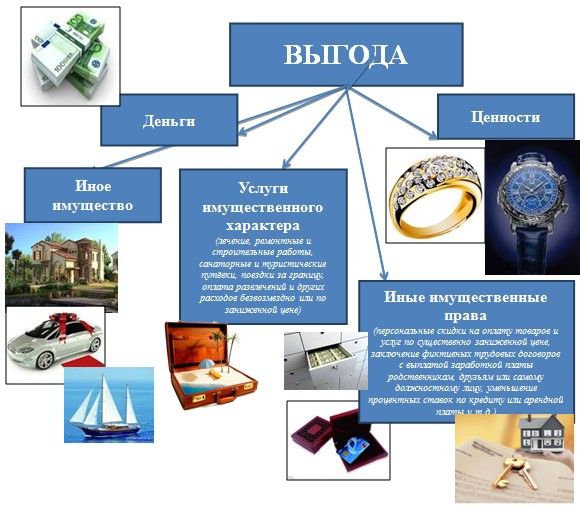 ВЫГОДА
Деньги
Ценности
Иное
имущество
Услуги
имущественного
характера
(лечение, ремонтные и
строительные работы,
санаторные и туристические
путёвки, поездки за границу,
оплата развлечений и других
расходов безвозмездно или по
заниженной цене)
Иные имущественные
права
(персональные скидки на оплату товаров и
услуг по существенно заниженной цене,
заключение фиктивных трудовых договоров
с выплатой заработной платы
родственникам, друзьям или самому
должностному лицу, уменьшение
процентных ставок по кредиту или арендной
платы и т.д.)